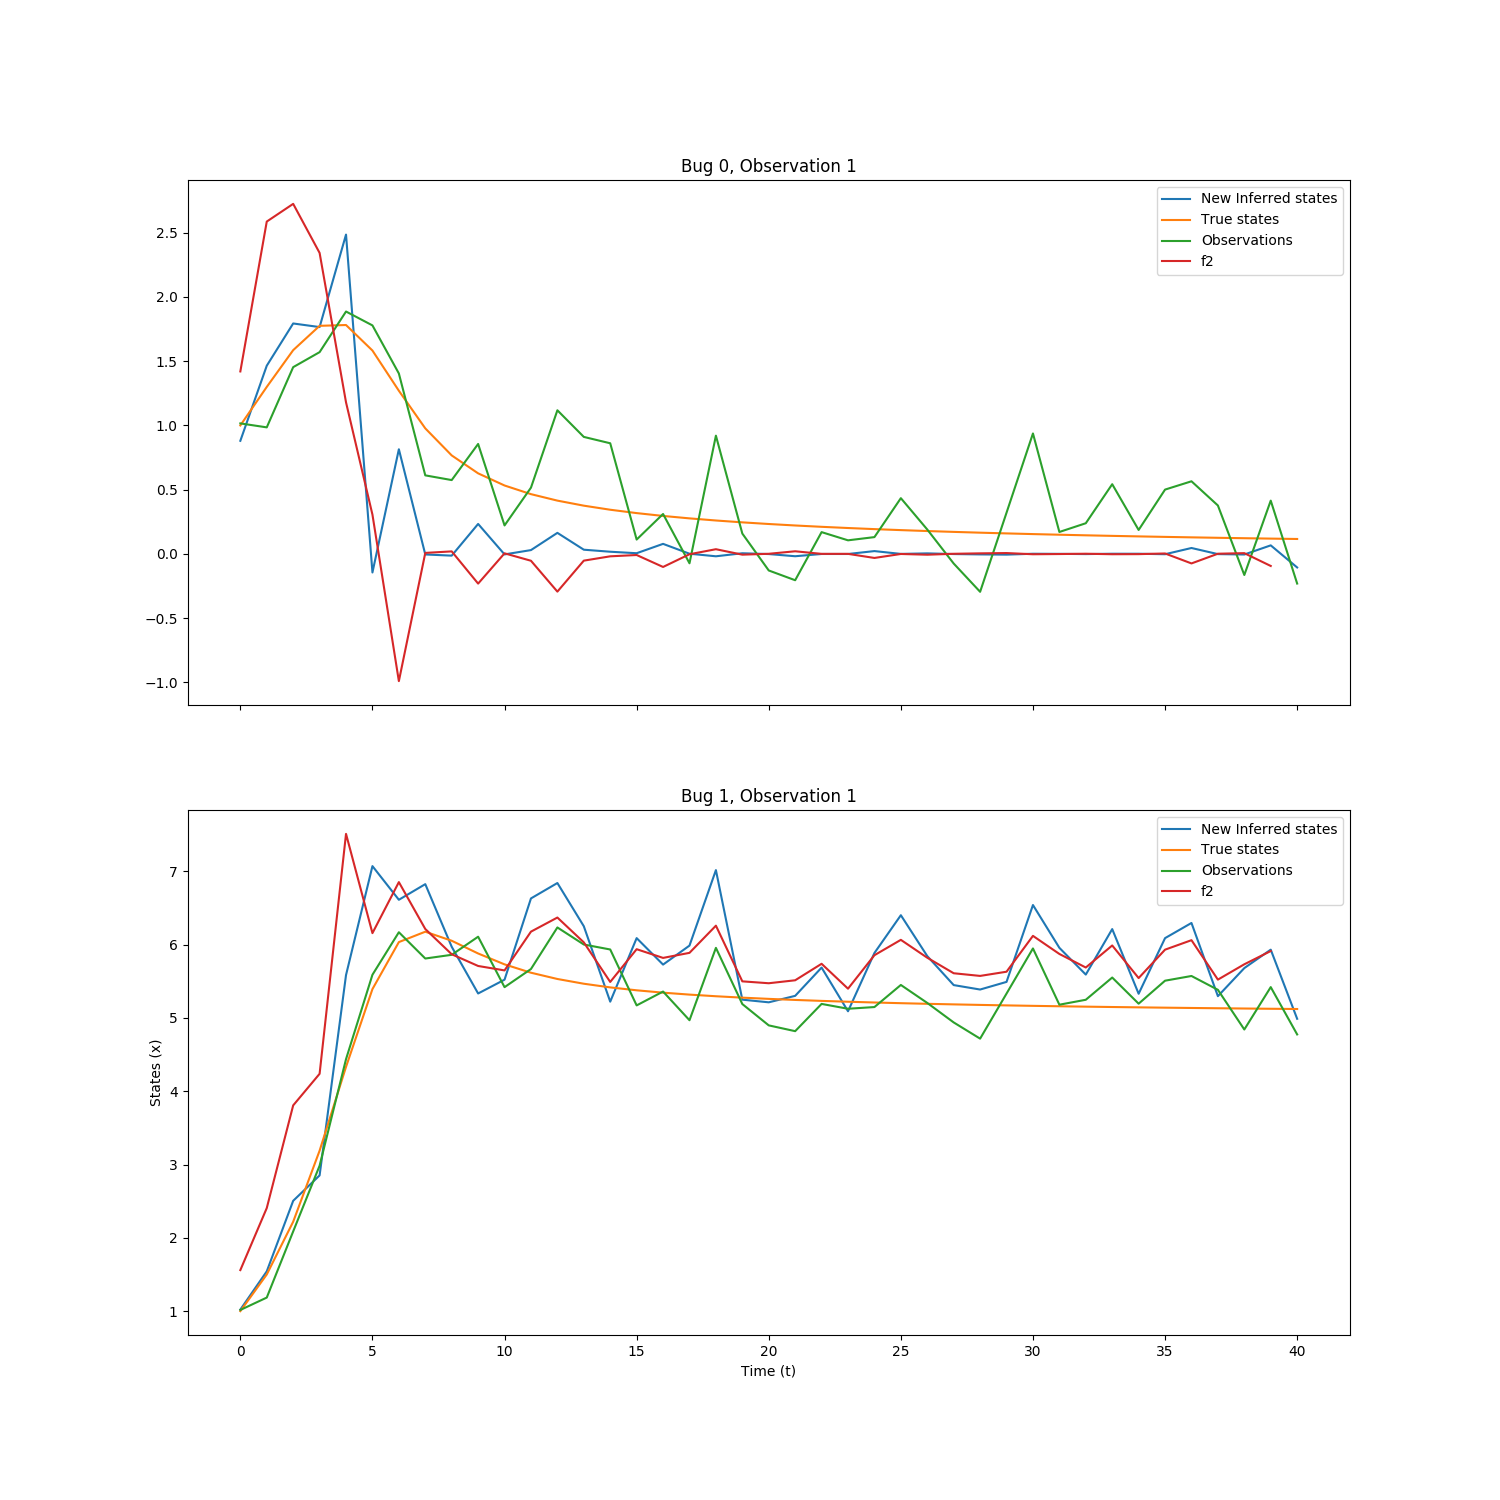 Bug 0, Observation 1
New Inferred states
True states
Observations
f2
2.5
2.0
1.5
1.0
0.5
0.0
−0.5
−1.0
Bug 1, Observation 1
New Inferred states
True states
Observations
f2
7
6
5
4
3
2
1
States (x)
0 5 10 15 20 25 30 35 40
Time (t)